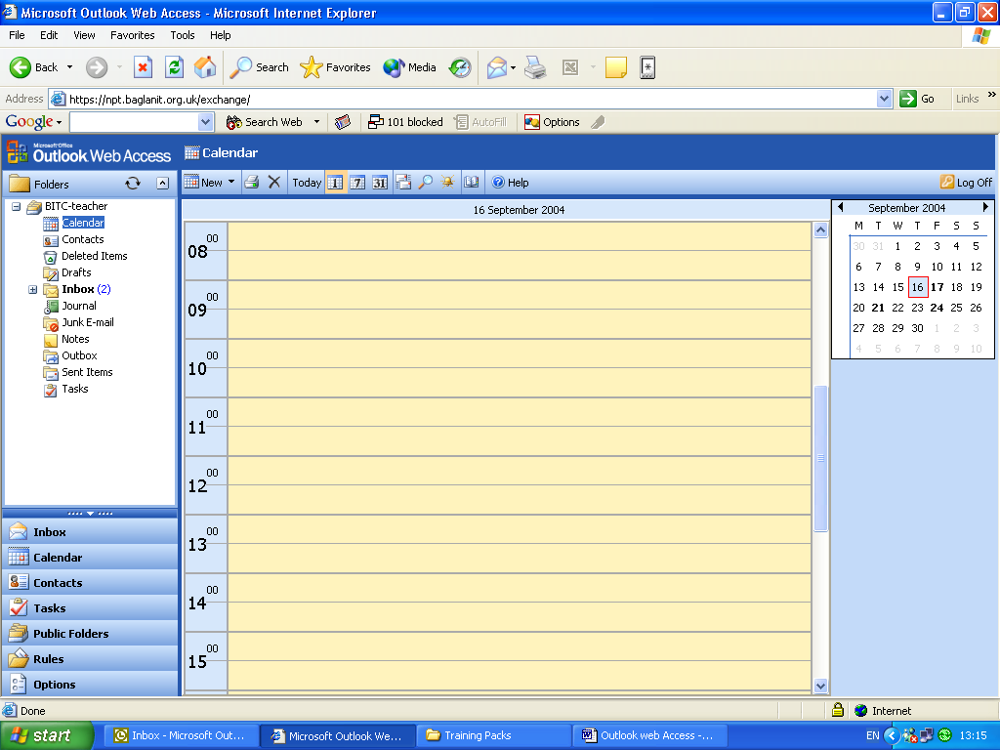 Microsoft Outlook Web Access - Microsoft Internet Explorer
File Edit View Favorites Tools Help
Back Search Favorites Media
Address https://npt.baglanit.org.uk/exchange/ Go Links »
Google Search Web 101 blocked AutoFill Options
Microsoft Office
Outlook Web Access Calendar
Folders New Today 1 7 31 Help Log Off
16 September 2004
September 2004
M T W T F S S
30 31 1 2 3 4 5
6 7 8 9 10 11 12
13 14 15 16 17 18 19
20 21 22 23 24 25 26
27 28 29 30 1 2 3
4 5 6 7 8 9 10
BITC-teacher
Calendar
Contacts
Deleted Items
Drafts
Inbox (2)
Journal
Junk E-mail
Notes
Outbox
Sent Items
Tasks
08 00
09 00
10 00
11 00
12 00
13 00
14 00
15 00
Inbox
Calendar
Contacts
Tasks
Public Folders
Rules
Options
Done Internet
start Inbox - Microsoft Out... Microsoft Outlook We... Training Packs Outlook web Access -... EN 13:15